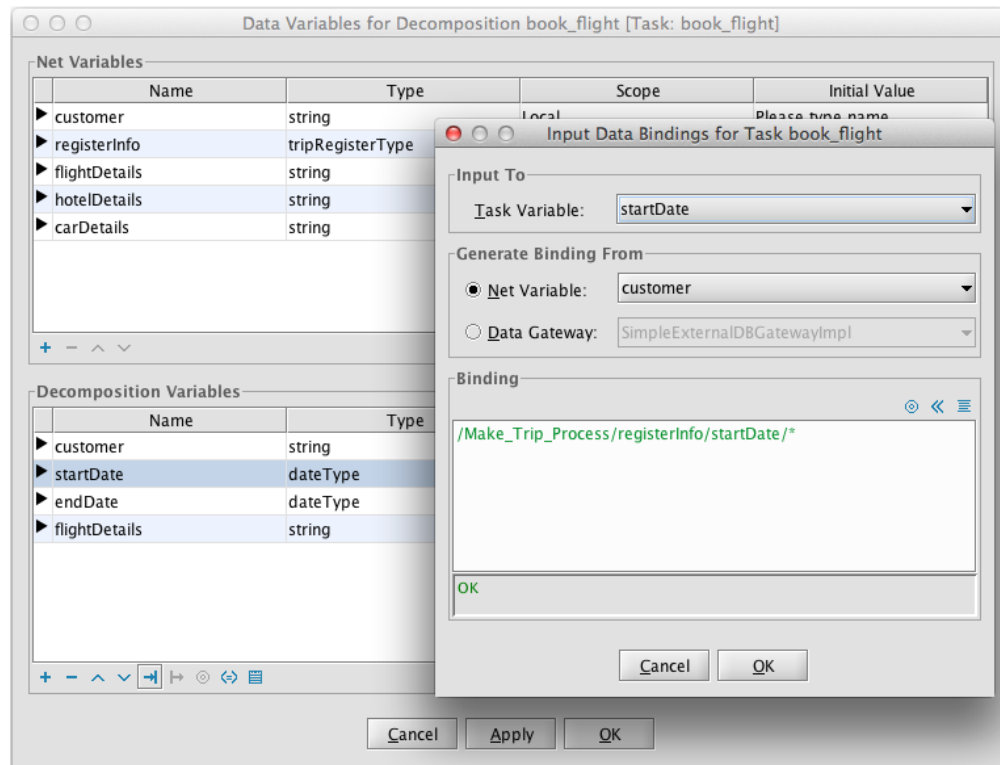 Data Variables for Decomposition book_flight [Task: book_flight]
Net Variables
Name Type Scope Initial Value
customer string Local Please type name
registerInfo tripRegisterType
flightDetails string
hotelDetails string
carDetails string
Decomposition Variables
Name Type
customer string
startDate dateType
endDate dateType
flightDetails string
Cancel Apply OK
Input Data Bindings for Task book_flight
Input To
Task Variable: startDate
Generate Binding From
Net Variable: customer
Data Gateway: SimpleExternalDBGatewayImpl
Binding
/Make_Trip_Process/registerInfo/startDate/*
OK
Cancel OK